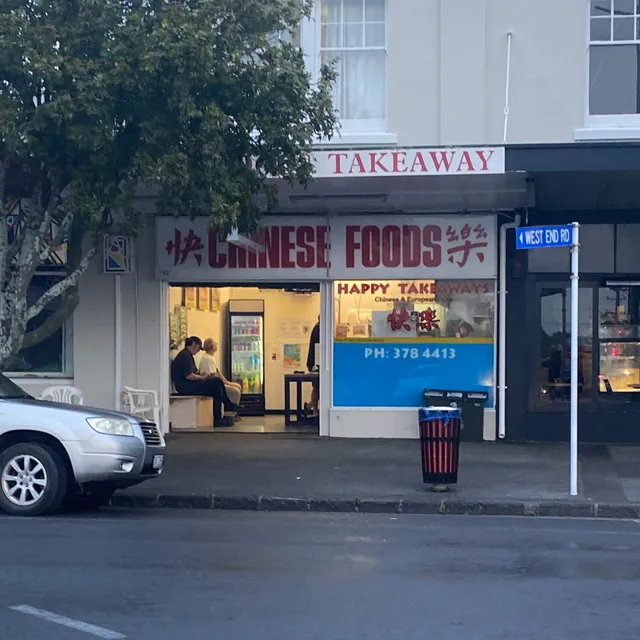 TAKEAWAY
快 CHINESE FOODS 樂
WEST END RD
HAPPY TAKEAWAYS
Chinese & European
快樂
PH: 378 4413